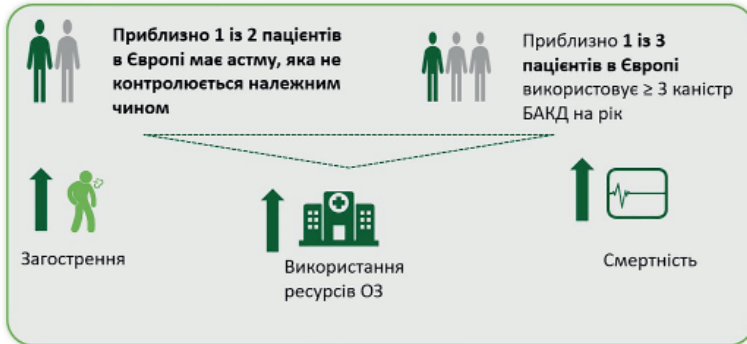 Приблизно 1 із 2 пацієнтів
в Європі має астму, яка не
контролюється належним
чином
Приблизно 1 із 3
пацієнтів в Європі
використовує ≥ 3 каністр
БАКД на рік
Загострення
Використання
ресурсів ОЗ
Смертність